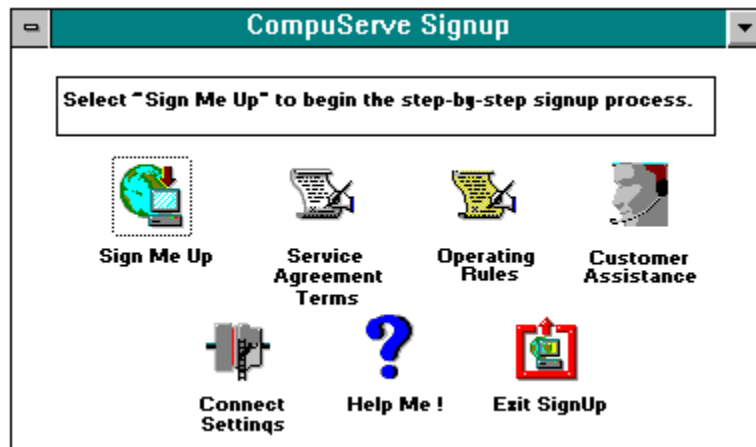 CompuServe Signup
Select "Sign Me Up" to begin the step-by-step signup process.
Sign Me Up
Service
Agreement
Terms
Operating
Rules
Customer
Assistance
Connect
Settings
Help Me !
Exit SignUp